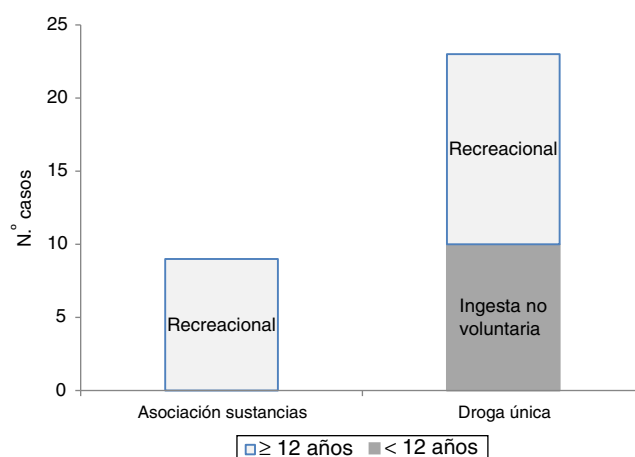 25
20
15
10
5
0
N.º casos
Recreacional
Recreacional
Ingesta no
voluntaria
Asociación sustancias
Droga única
≥ 12 años
< 12 años